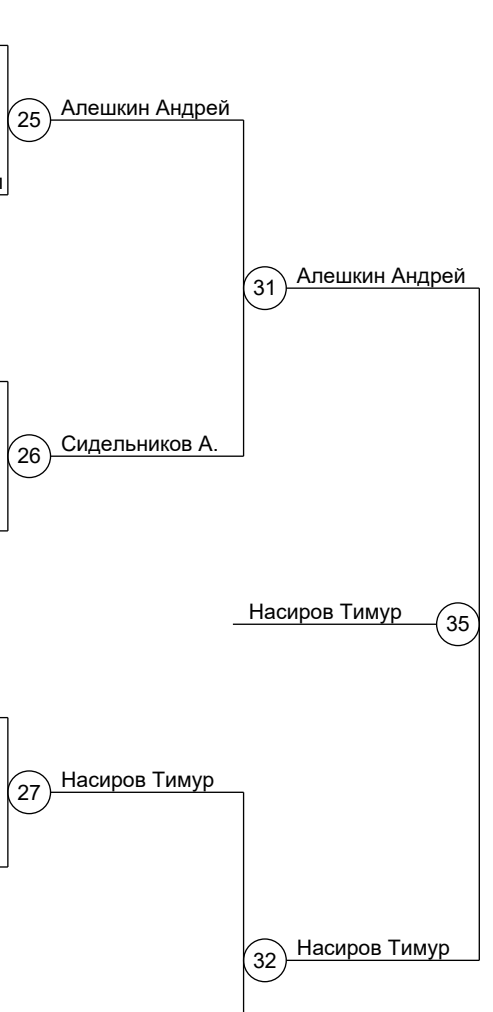 25 Алешкин Андрей
31 Алешкин Андрей
26 Сидельников А.
Насиров Тимур 35
27 Насиров Тимур
32 Насиров Тимур